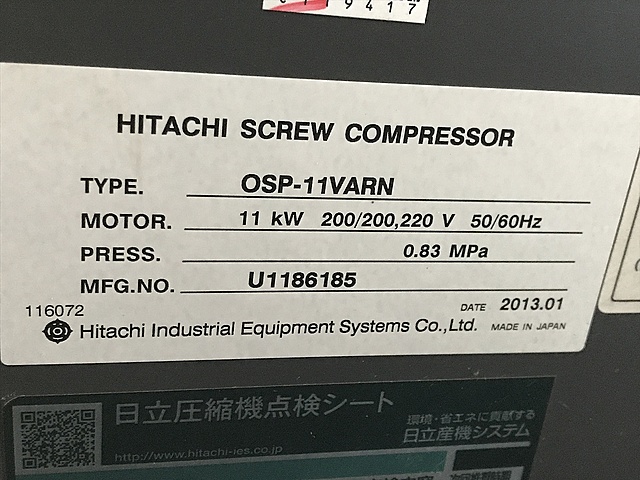 19417
HITACHI SCREW COMPRESSOR
TYPE. OSP-11VARN
MOTOR. 11 kW 200/200,220 V 50/60Hz
PRESS. 0.83 MPa
MFG.NO. U1186185
116072
DATE 2013.01
Hitachi Industrial Equipment Systems Co.,Ltd. MADE IN JAPAN
日立圧縮機点検シート
環境・省エネに貢献する
http://www.hitachi-ies.co.jp
日立産機システム